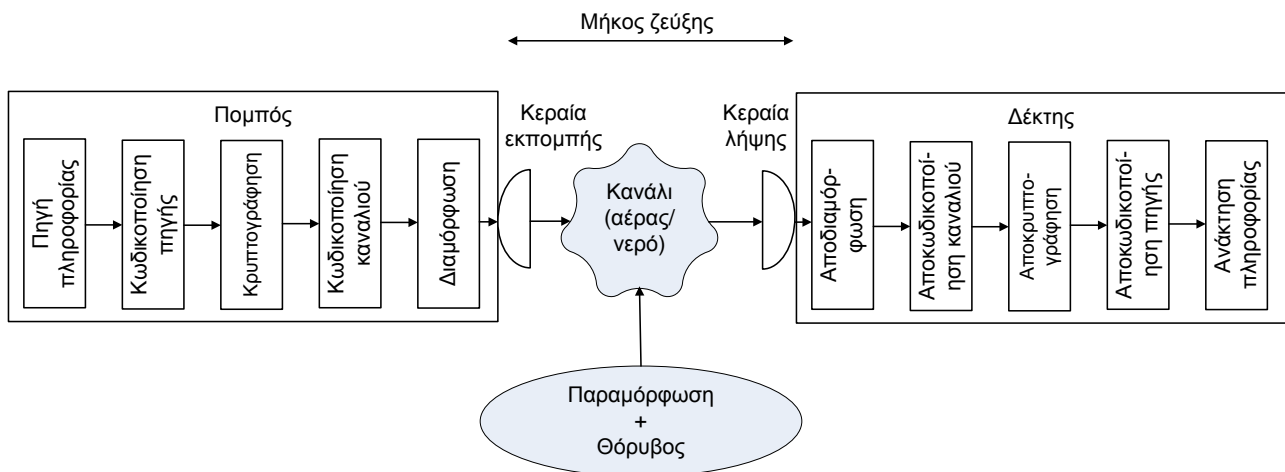 Μήκος ζεύξης
Πομπός
Πηγή
πληροφορίας
Κωδικοποίηση
πηγής
Κρυπτογράφηση
Κωδικοποίηση
καναλιού
Διαμόρφωση
Κεραία
εκπομπής
Κανάλι
(αέρας/
νερό)
Κεραία
λήψης
Δέκτης
Αποδιαμόρ-
φωση
Αποκωδικοποί-
ηση καναλιού
Αποκρυπτο-
γράφηση
Αποκωδικοποί-
ηση πηγής
Ανάκτηση
πληροφορίας
Παραμόρφωση
+
Θόρυβος